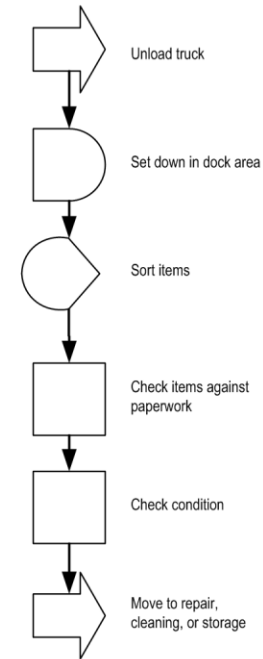 Unload truck
Set down in dock area
Sort items
Check items against
paperwork
Check condition
Move to repair,
cleaning, or storage